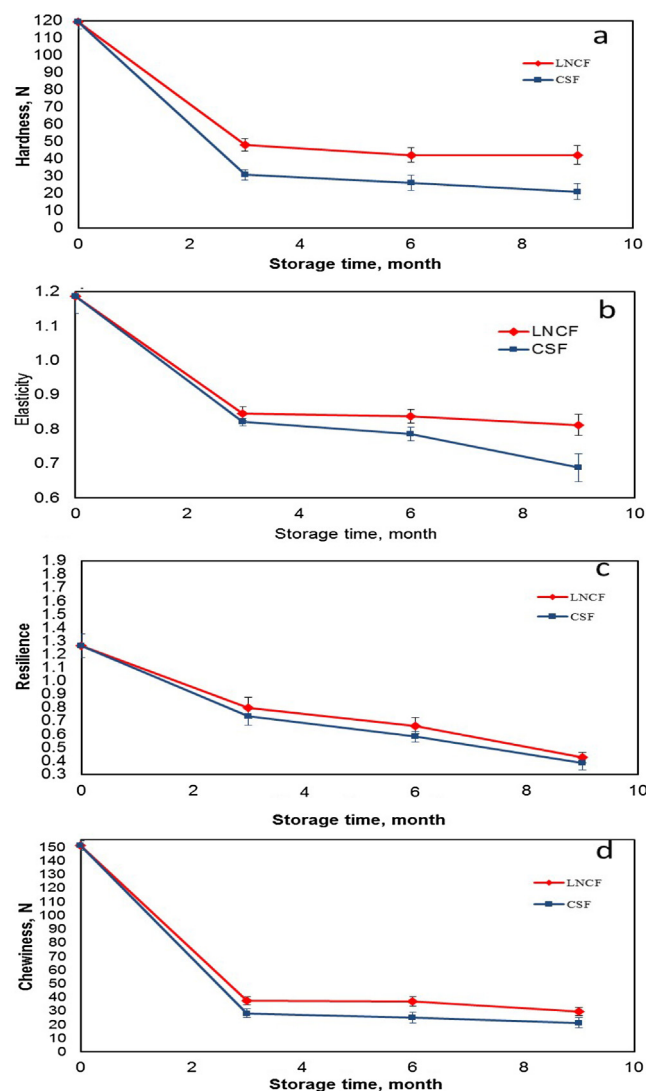 a
LNCF
CSF
Hardness, N
120
110
100
90
80
70
60
50
40
30
20
10
0
0 2 4 6 8 10
Storage time, month
b
LNCF
CSF
Elasticity
1.2
1.1
1.0
0.9
0.8
0.7
0.6
0 2 4 6 8 10
Storage time, month
c
LNCF
CSF
Resilience
1.9
1.8
1.7
1.6
1.5
1.4
1.3
1.2
1.1
1.0
0.9
0.8
0.7
0.6
0.5
0.4
0.3
0 2 4 6 8 10
Storage time, month
d
LNCF
CSF
Chewiness, N
150
140
130
120
110
100
90
80
70
60
50
40
30
20
10
0
0 2 4 6 8 10
Storage time, month